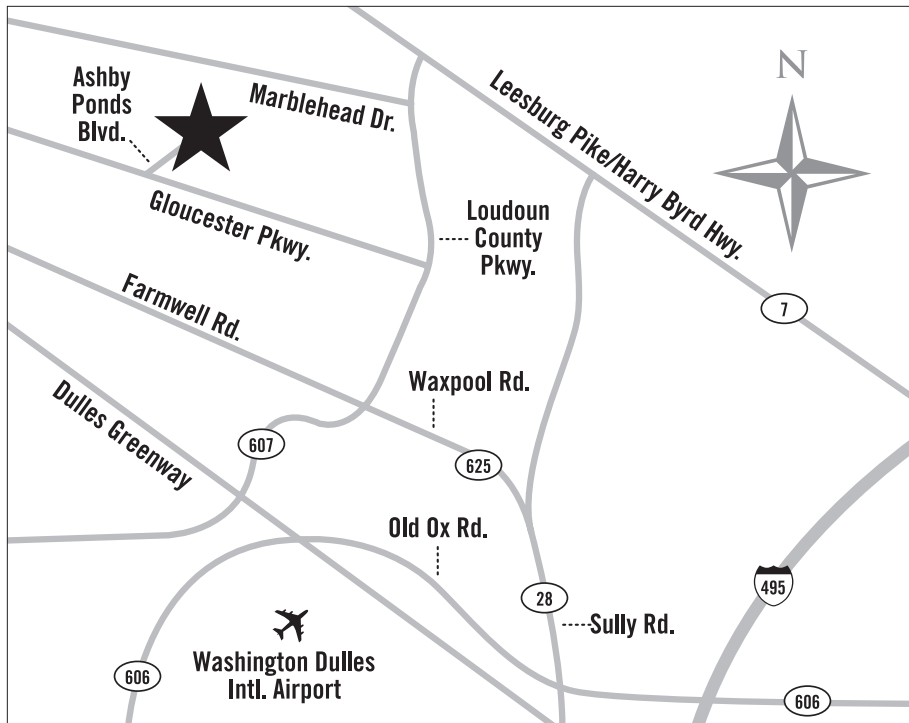 N
Ashby
Ponds
Blvd.
Marblehead Dr.
Leesburg Pike/Harry Byrd Hwy.
Gloucester Pkwy.
Loudoun
County
Pkwy.
Farmwell Rd.
7
Waxpool Rd.
Dulles Greenway
607
625
Old Ox Rd.
495
28
Sully Rd.
Washington Dulles
Intl. Airport
606
606